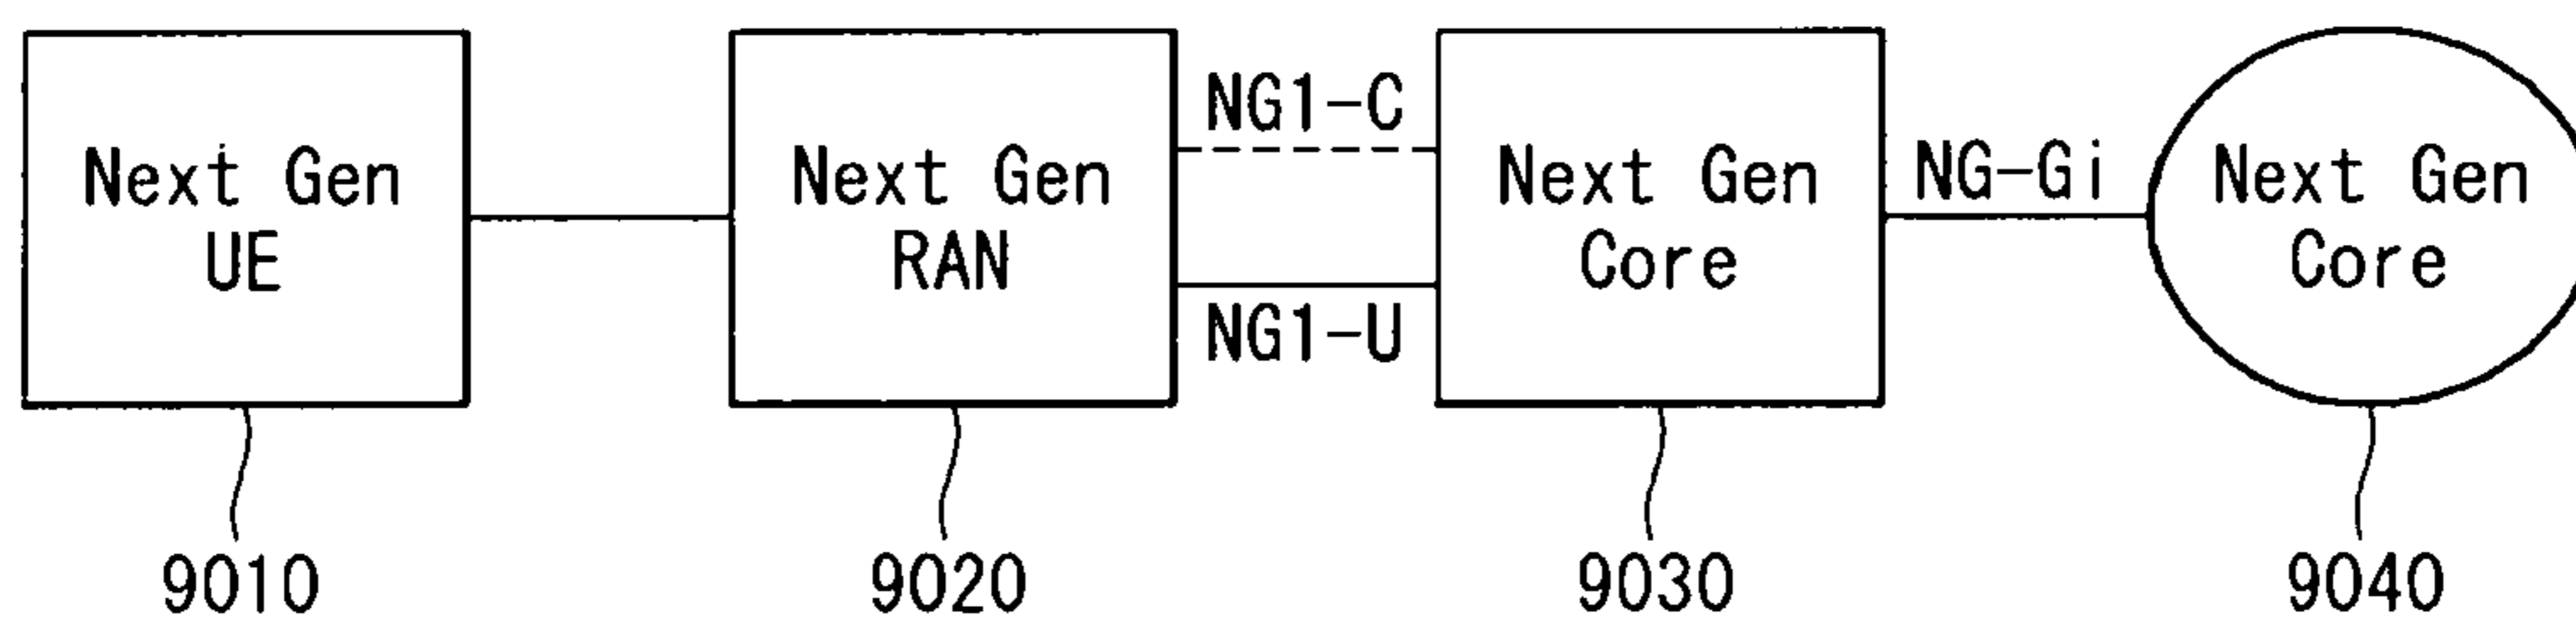 Next Gen
UE
Next Gen
RAN
NG1-C
NG1-U
Next Gen
Core
NG-Gi
Next Gen
Core
9010
9020
9030
9040